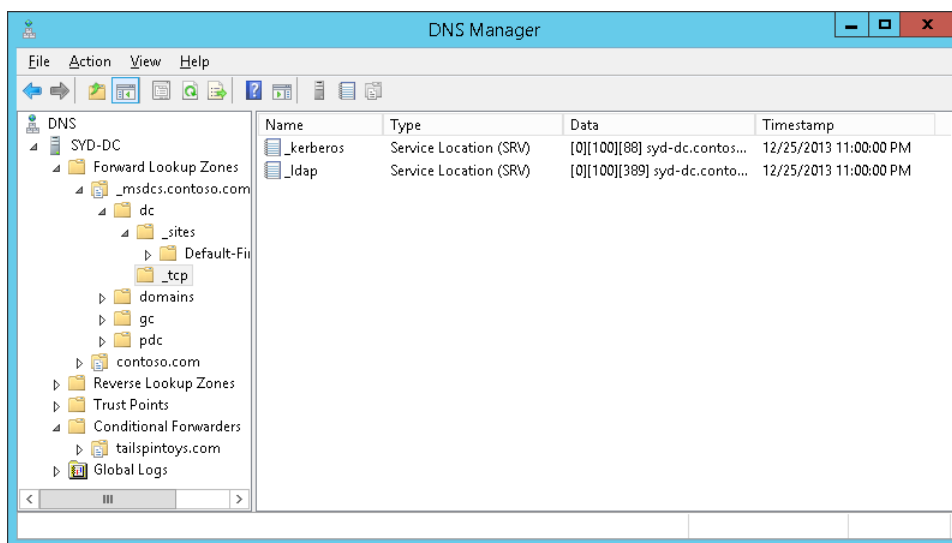 DNS Manager
File Action View Help
DNS
SYD-DC
Forward Lookup Zones
_msdcs.contoso.com
dc
_sites
Default-Fir
_tcp
domains
gc
pdc
contoso.com
Reverse Lookup Zones
Trust Points
Conditional Forwarders
tailspintoys.com
Global Logs
Name Type Data Timestamp
_kerberos Service Location (SRV) [0][100][88] syd-dc.contos... 12/25/2013 11:00:00 PM
_ldap Service Location (SRV) [0][100][389] syd-dc.conto... 12/25/2013 11:00:00 PM